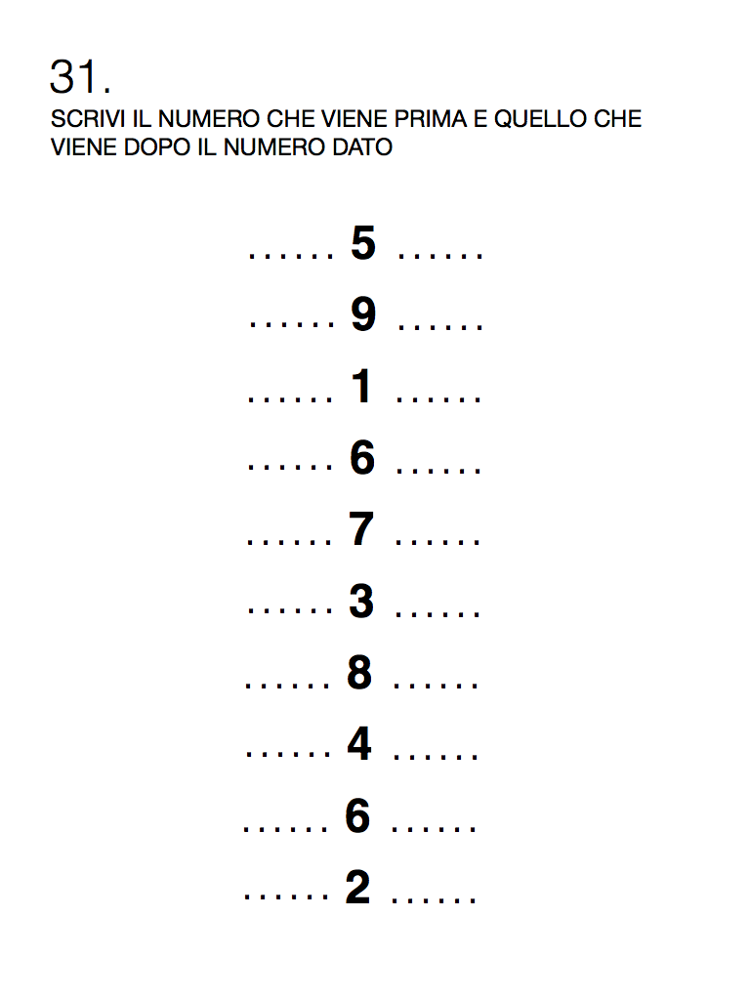 31.
SCRIVI IL NUMERO CHE VIENE PRIMA E QUELLO CHE
VIENE DOPO IL NUMERO DATO
. . . . . . 5 . . . . . .
. . . . . . 9 . . . . . .
. . . . . . 1 . . . . . .
. . . . . . 6 . . . . . .
. . . . . . 7 . . . . . .
. . . . . . 3 . . . . . .
. . . . . . 8 . . . . . .
. . . . . . 4 . . . . . .
. . . . . . 6 . . . . . .
. . . . . . 2 . . . . . .